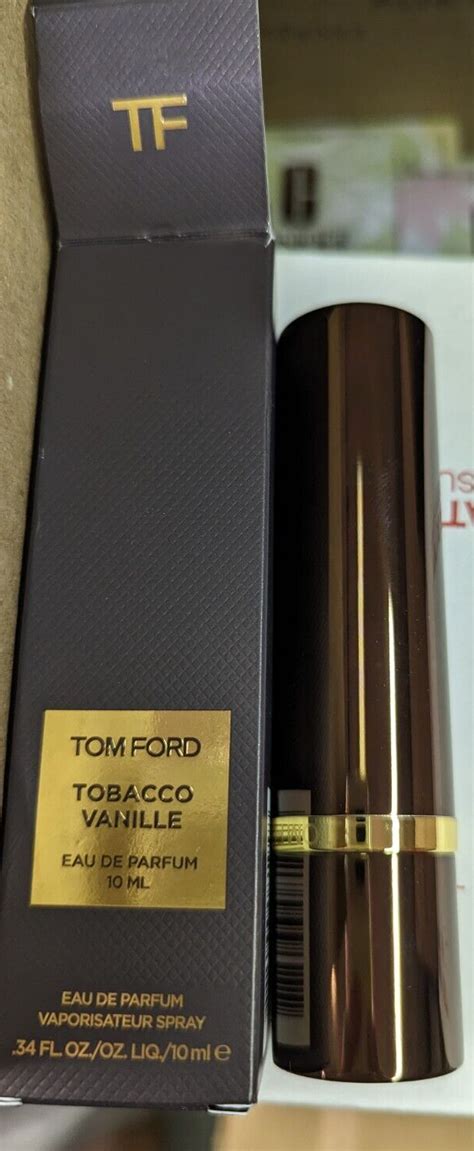 TF
TOM FORD
TOBACCO
VANILLE
EAU DE PARFUM
10 ML
EAU DE PARFUM
VAPORISATEUR SPRAY
.34 FL. OZ./OZ. LIQ./10 ml e